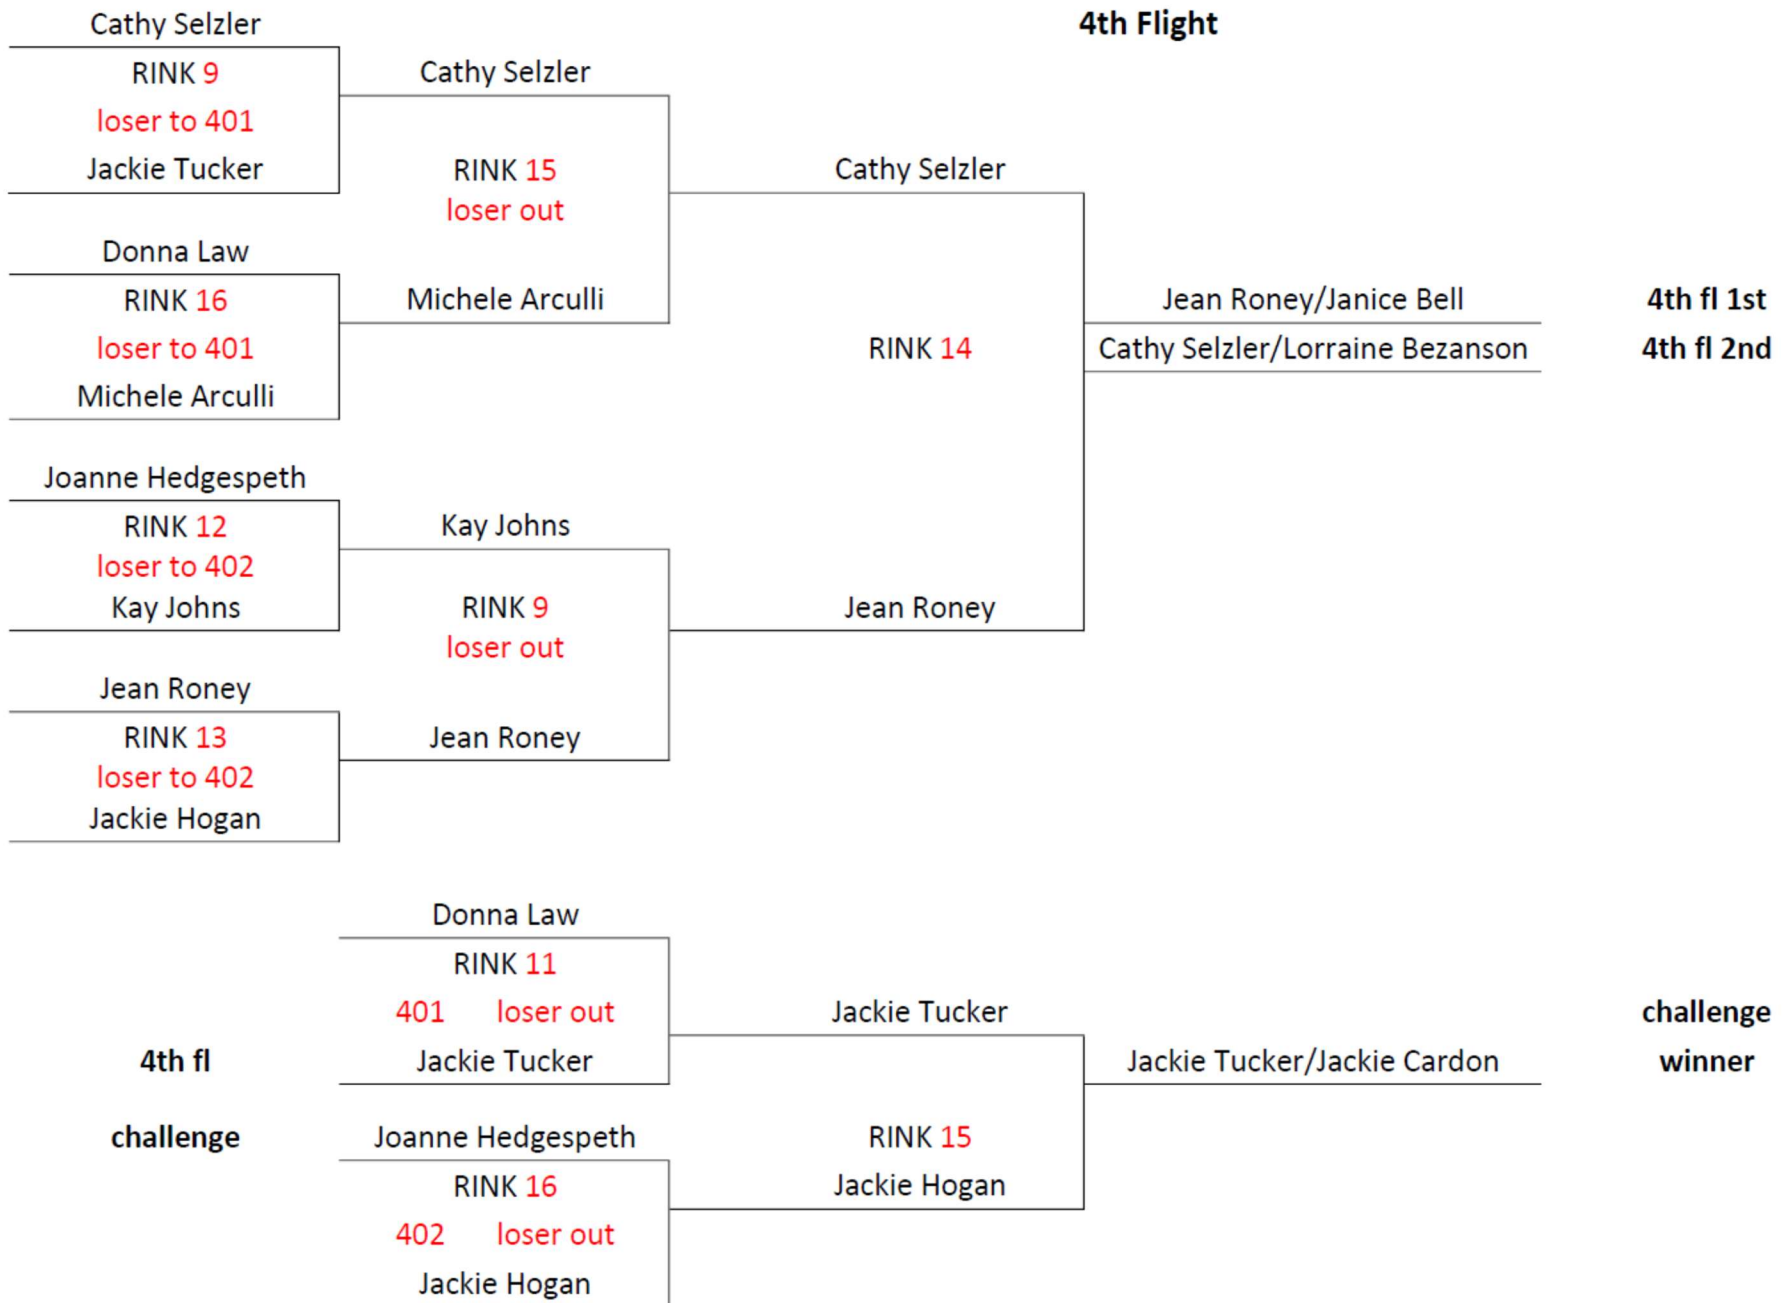 4th Flight
Cathy Selzler
RINK 9
loser to 401
Jackie Tucker
Cathy Selzler
RINK 15
loser out
Michele Arculli
Donna Law
RINK 16
loser to 401
Michele Arculli
Cathy Selzler
RINK 14
Jean Roney
Jean Roney/Janice Bell
4th fl 1st
Cathy Selzler/Lorraine Bezanson
4th fl 2nd
Joanne Hedgespeth
RINK 12
loser to 402
Kay Johns
Kay Johns
RINK 9
loser out
Jean Roney
Jean Roney
RINK 13
loser to 402
Jackie Hogan
4th fl
challenge
Donna Law
RINK 11
401 loser out
Jackie Tucker
Joanne Hedgespeth
RINK 16
402 loser out
Jackie Hogan
Jackie Tucker
RINK 15
Jackie Hogan
Jackie Tucker/Jackie Cardon
challenge
winner